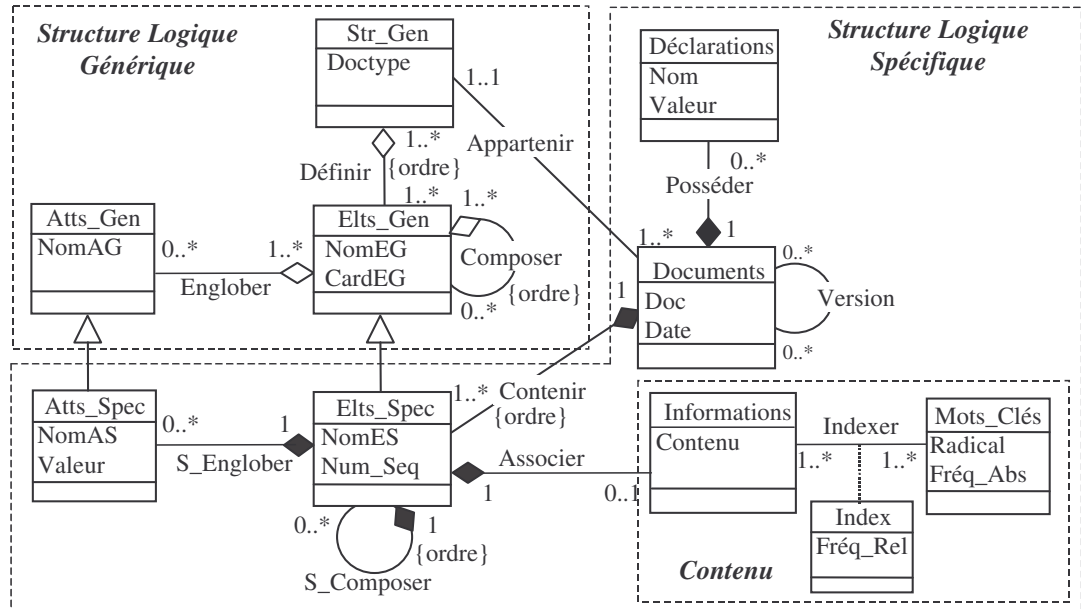 Structure Logique
Générique
Str_Gen
Doctype
1..*
{ordre}
Définir
1..*
1..1
Appartenir
1..*
Structure Logique
Spécifique
Déclarations
Nom
Valeur
0..*
Posséder
1
Atts_Gen
NomAG
0..*
1..*
Englober
Elts_Gen
NomEG
CardEG
1..*
Composer
{ordre}
0..*
Documents
Doc
Date
0..*
Version
0..*
1
Contenir
{ordre}
1..*
Atts_Spec
NomAS
Valeur
0..*
1
S_Englober
Elts_Spec
NomES
Num_Seq
0..*
1
{ordre}
S_Composer
Associer
1
0..1
Informations
Contenu
Indexer
1..*
1..*
Mots_Clés
Radical
Fréq_Abs
Index
Fréq_Rel
Contenu